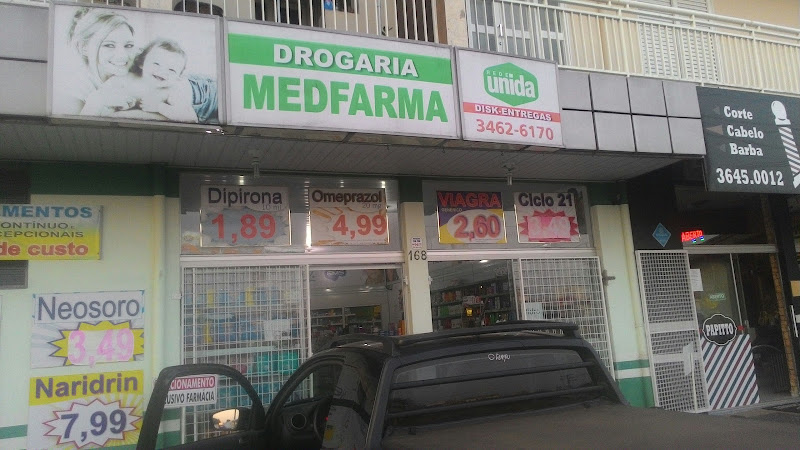 DROGARIA
MEDFARMA
REDE
unida
DISK-ENTREGAS
3462-6170
Corte
Cabelo
Barba
3645.0012
Dipirona
1,89
Omeprazol
4,99
VIAGRA
2,60
Ciclo 21
168
ABERTO
CONTÍNUO
de custo
Neosoro
3,49
Naridrin
7,99
PAPITTO